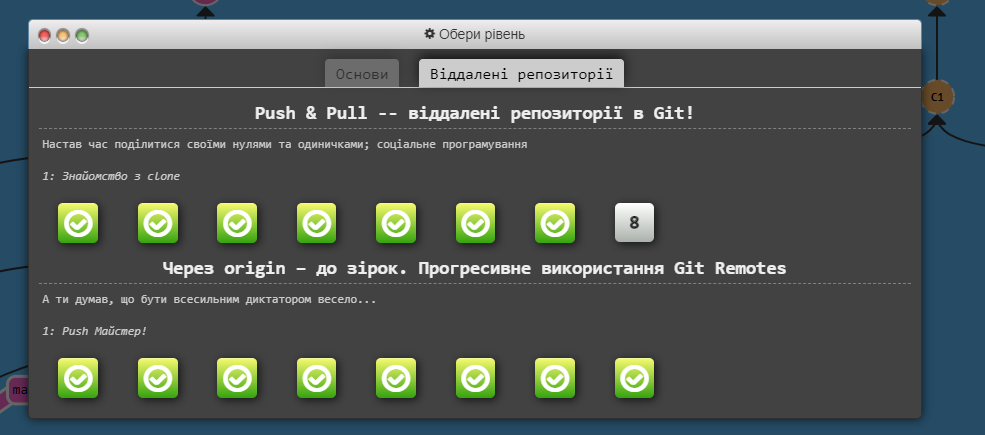 Обери рівень
Основи
Віддалені репозиторії
Push & Pull -- віддалені репозиторії в Git!
Настав час поділитися своїми нулями та одиничками; соціальне програмування
1: Знайомство з clone
8
Через origin – до зірок. Прогресивне використання Git Remotes
А ти думав, що бути всесильним диктатором весело...
1: Push Майстер!
C1
ma